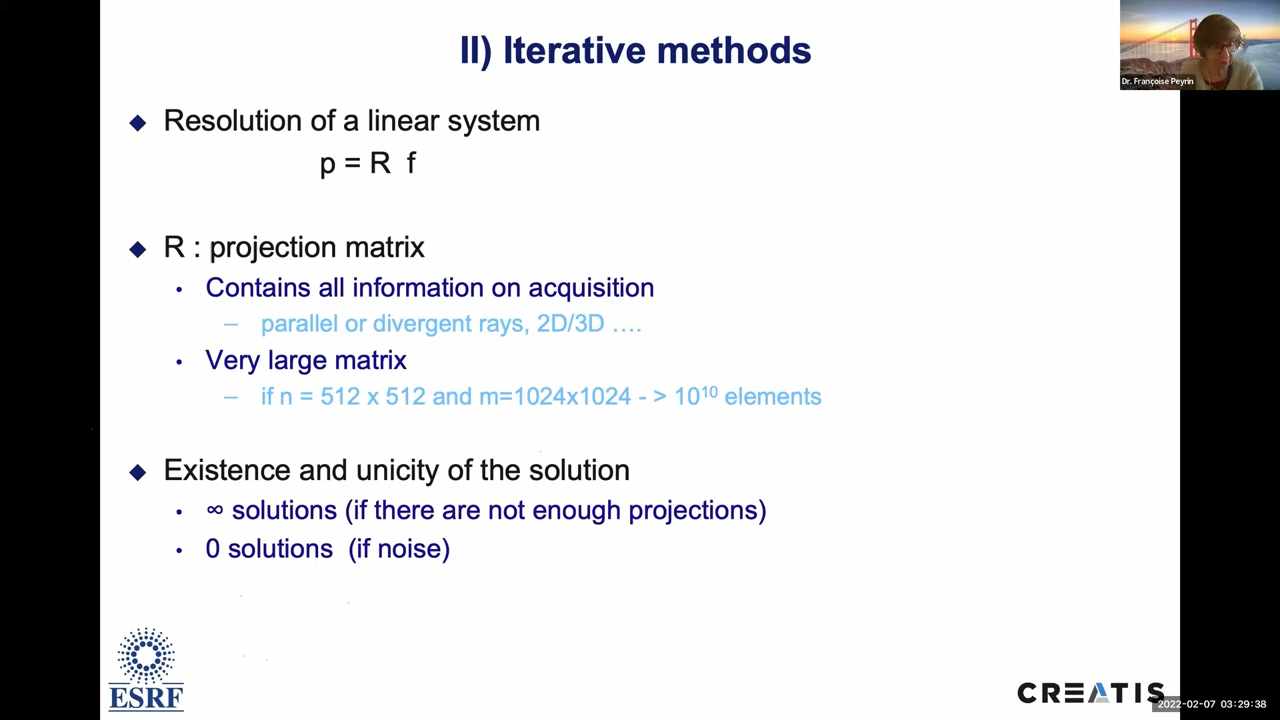 II) Iterative methods
Dr. Françoise Peyrin
◆ Resolution of a linear system
p = R f
◆ R : projection matrix
• Contains all information on acquisition
– parallel or divergent rays, 2D/3D ….
• Very large matrix
– if n = 512 x 512 and m=1024x1024 - > 10¹⁰ elements
◆ Existence and unicity of the solution
• ∞ solutions (if there are not enough projections)
• 0 solutions (if noise)
ESRF
CREATIS
2022-02-07 03:29:38